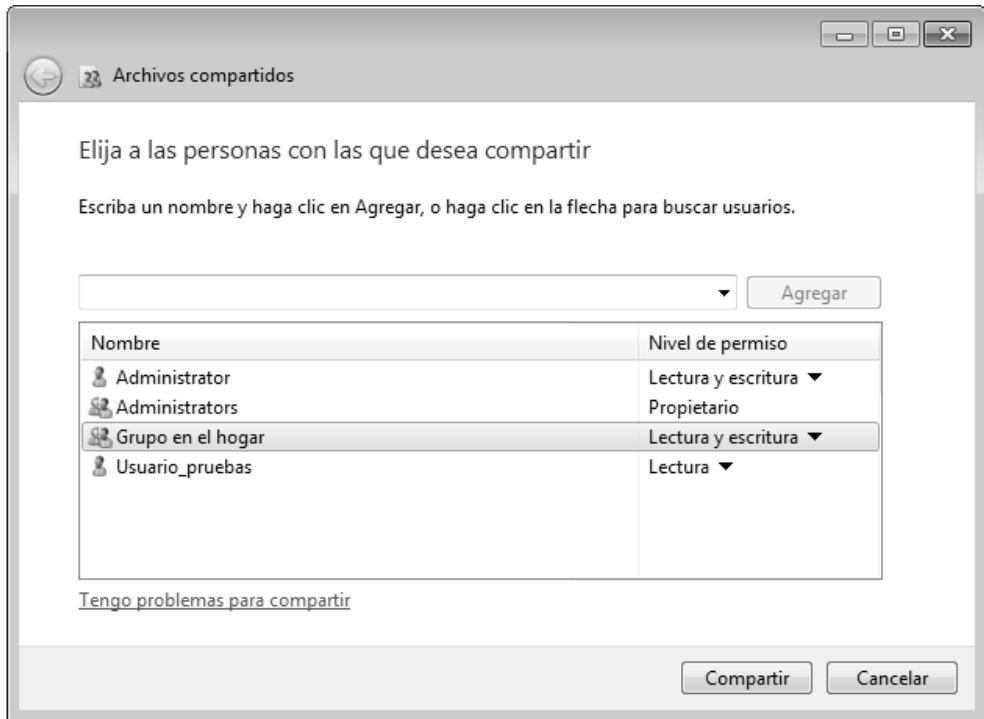 Archivos compartidos
Elija a las personas con las que desea compartir
Escriba un nombre y haga clic en Agregar, o haga clic en la flecha para buscar usuarios.
Agregar
Nombre Nivel de permiso
Administrator Lectura y escritura
Administrators Propietario
Grupo en el hogar Lectura y escritura
Usuario_pruebas Lectura
Tengo problemas para compartir
Compartir Cancelar